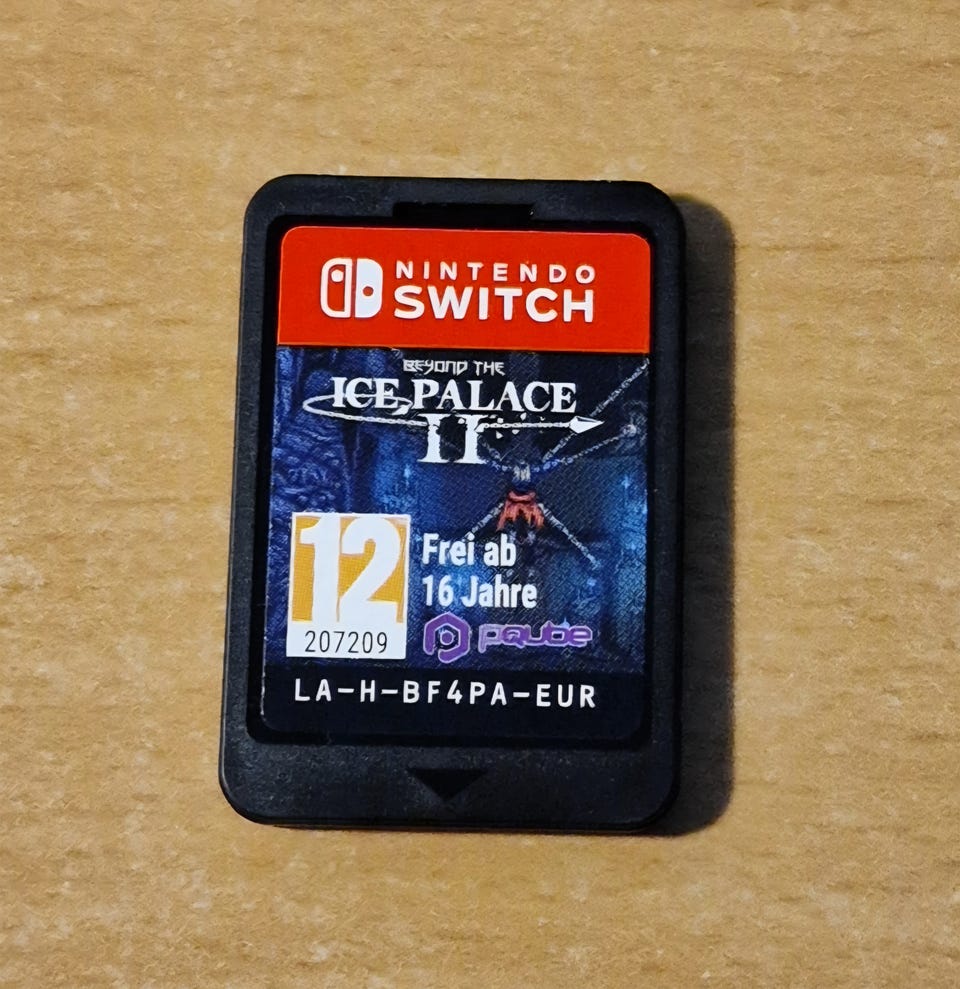 NINTENDO
SWITCH
BEYOND THE
ICE PALACE
II
12
207209
Frei ab
16 Jahre
PQube
LA-H-BF4PA-EUR